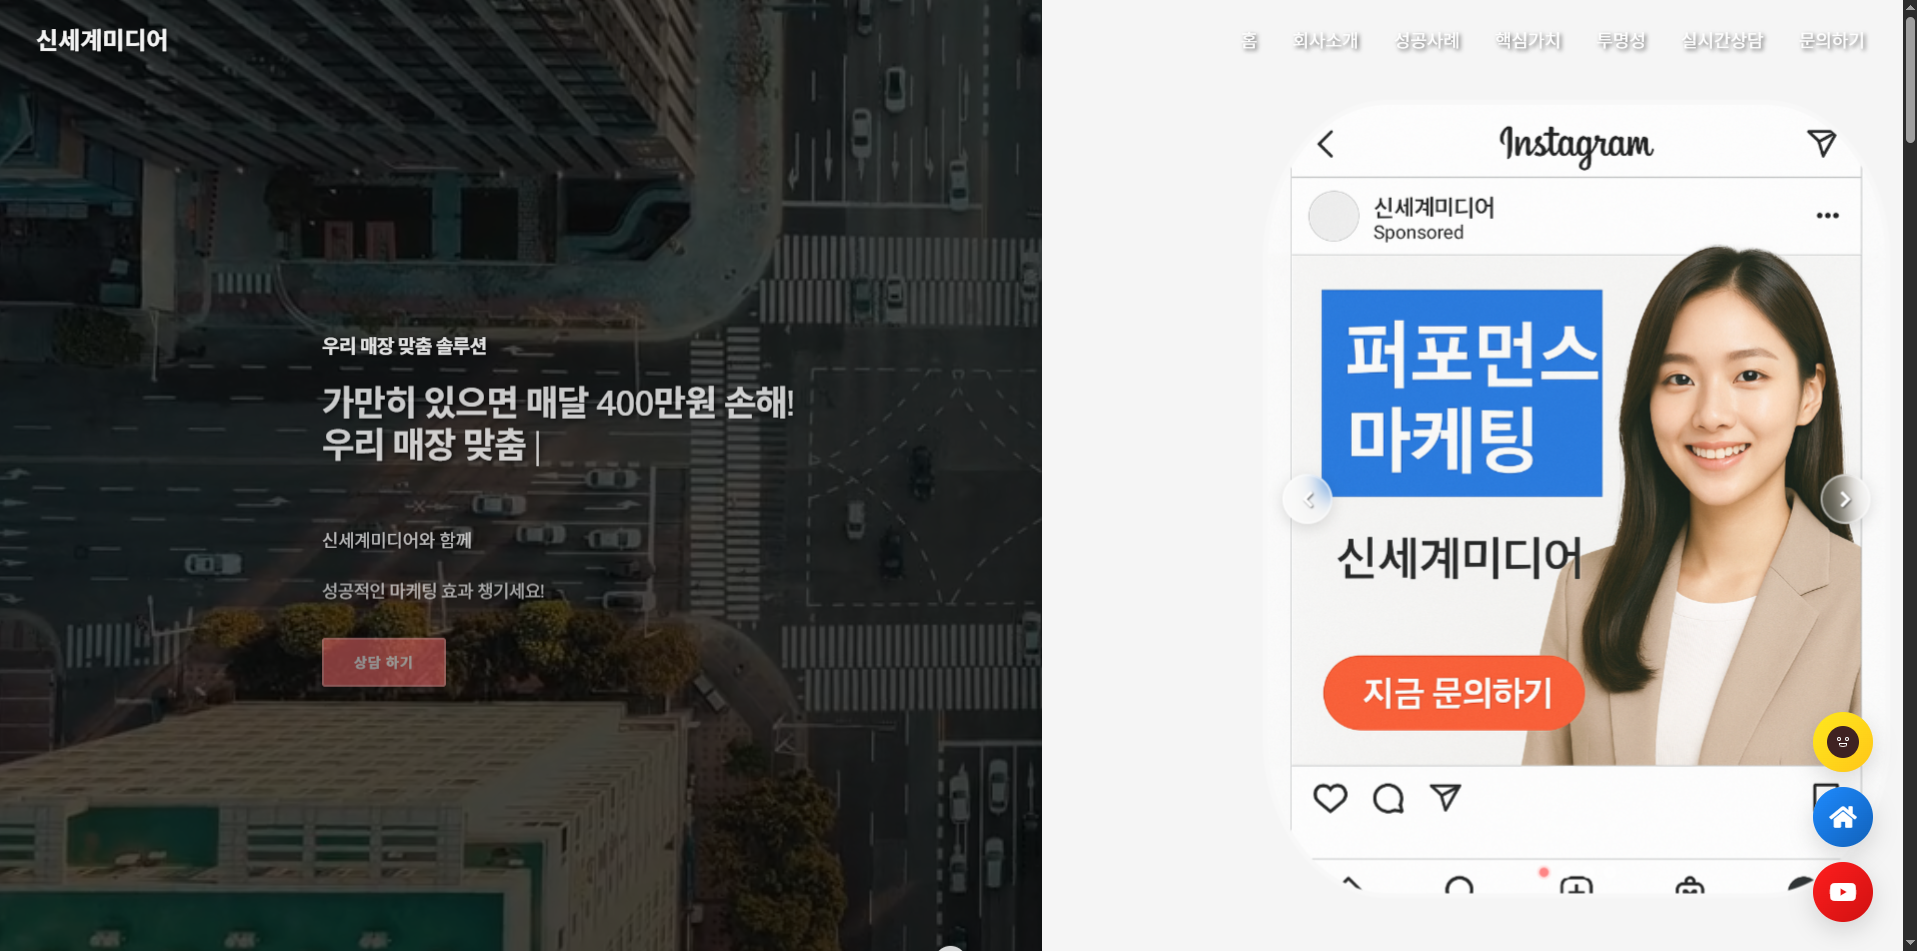 신세계미디어
홈 회사소개 성공사례 핵심가치 투명성 실시간상담 문의하기
우리 매장 맞춤 솔루션
가만히 있으면 매달 400만원 손해!
우리 매장 맞춤
신세계미디어와 함께
성공적인 마케팅 효과 챙기세요!
상담 하기
Instagram
신세계미디어
Sponsored
퍼포먼스
마케팅
신세계미디어
지금 문의하기